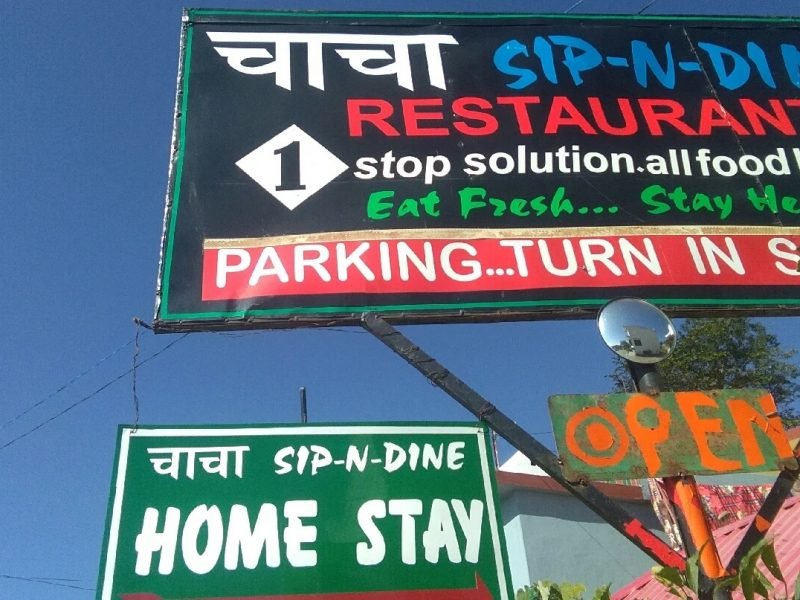 चाचा SIP-N-DIN
RESTAURANT
1 stop solution.all food
Eat Fresh... Stay He
PARKING...TURN IN S
OPEN
चाचा SIP-N-DINE
HOME STAY